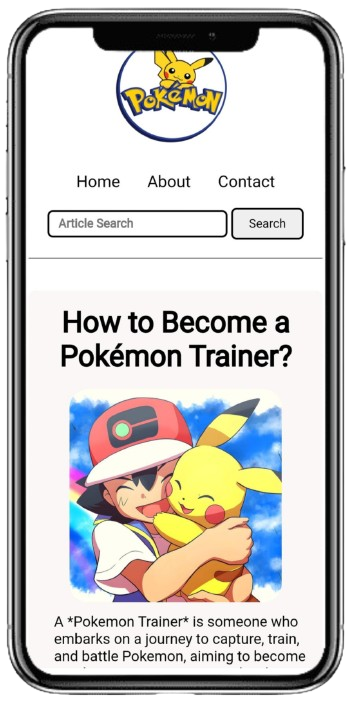 POKéMON
Home About Contact
Article Search Search
How to Become a
Pokémon Trainer?
A *Pokemon Trainer* is someone who
embarks on a journey to capture, train,
and battle Pokemon, aiming to become